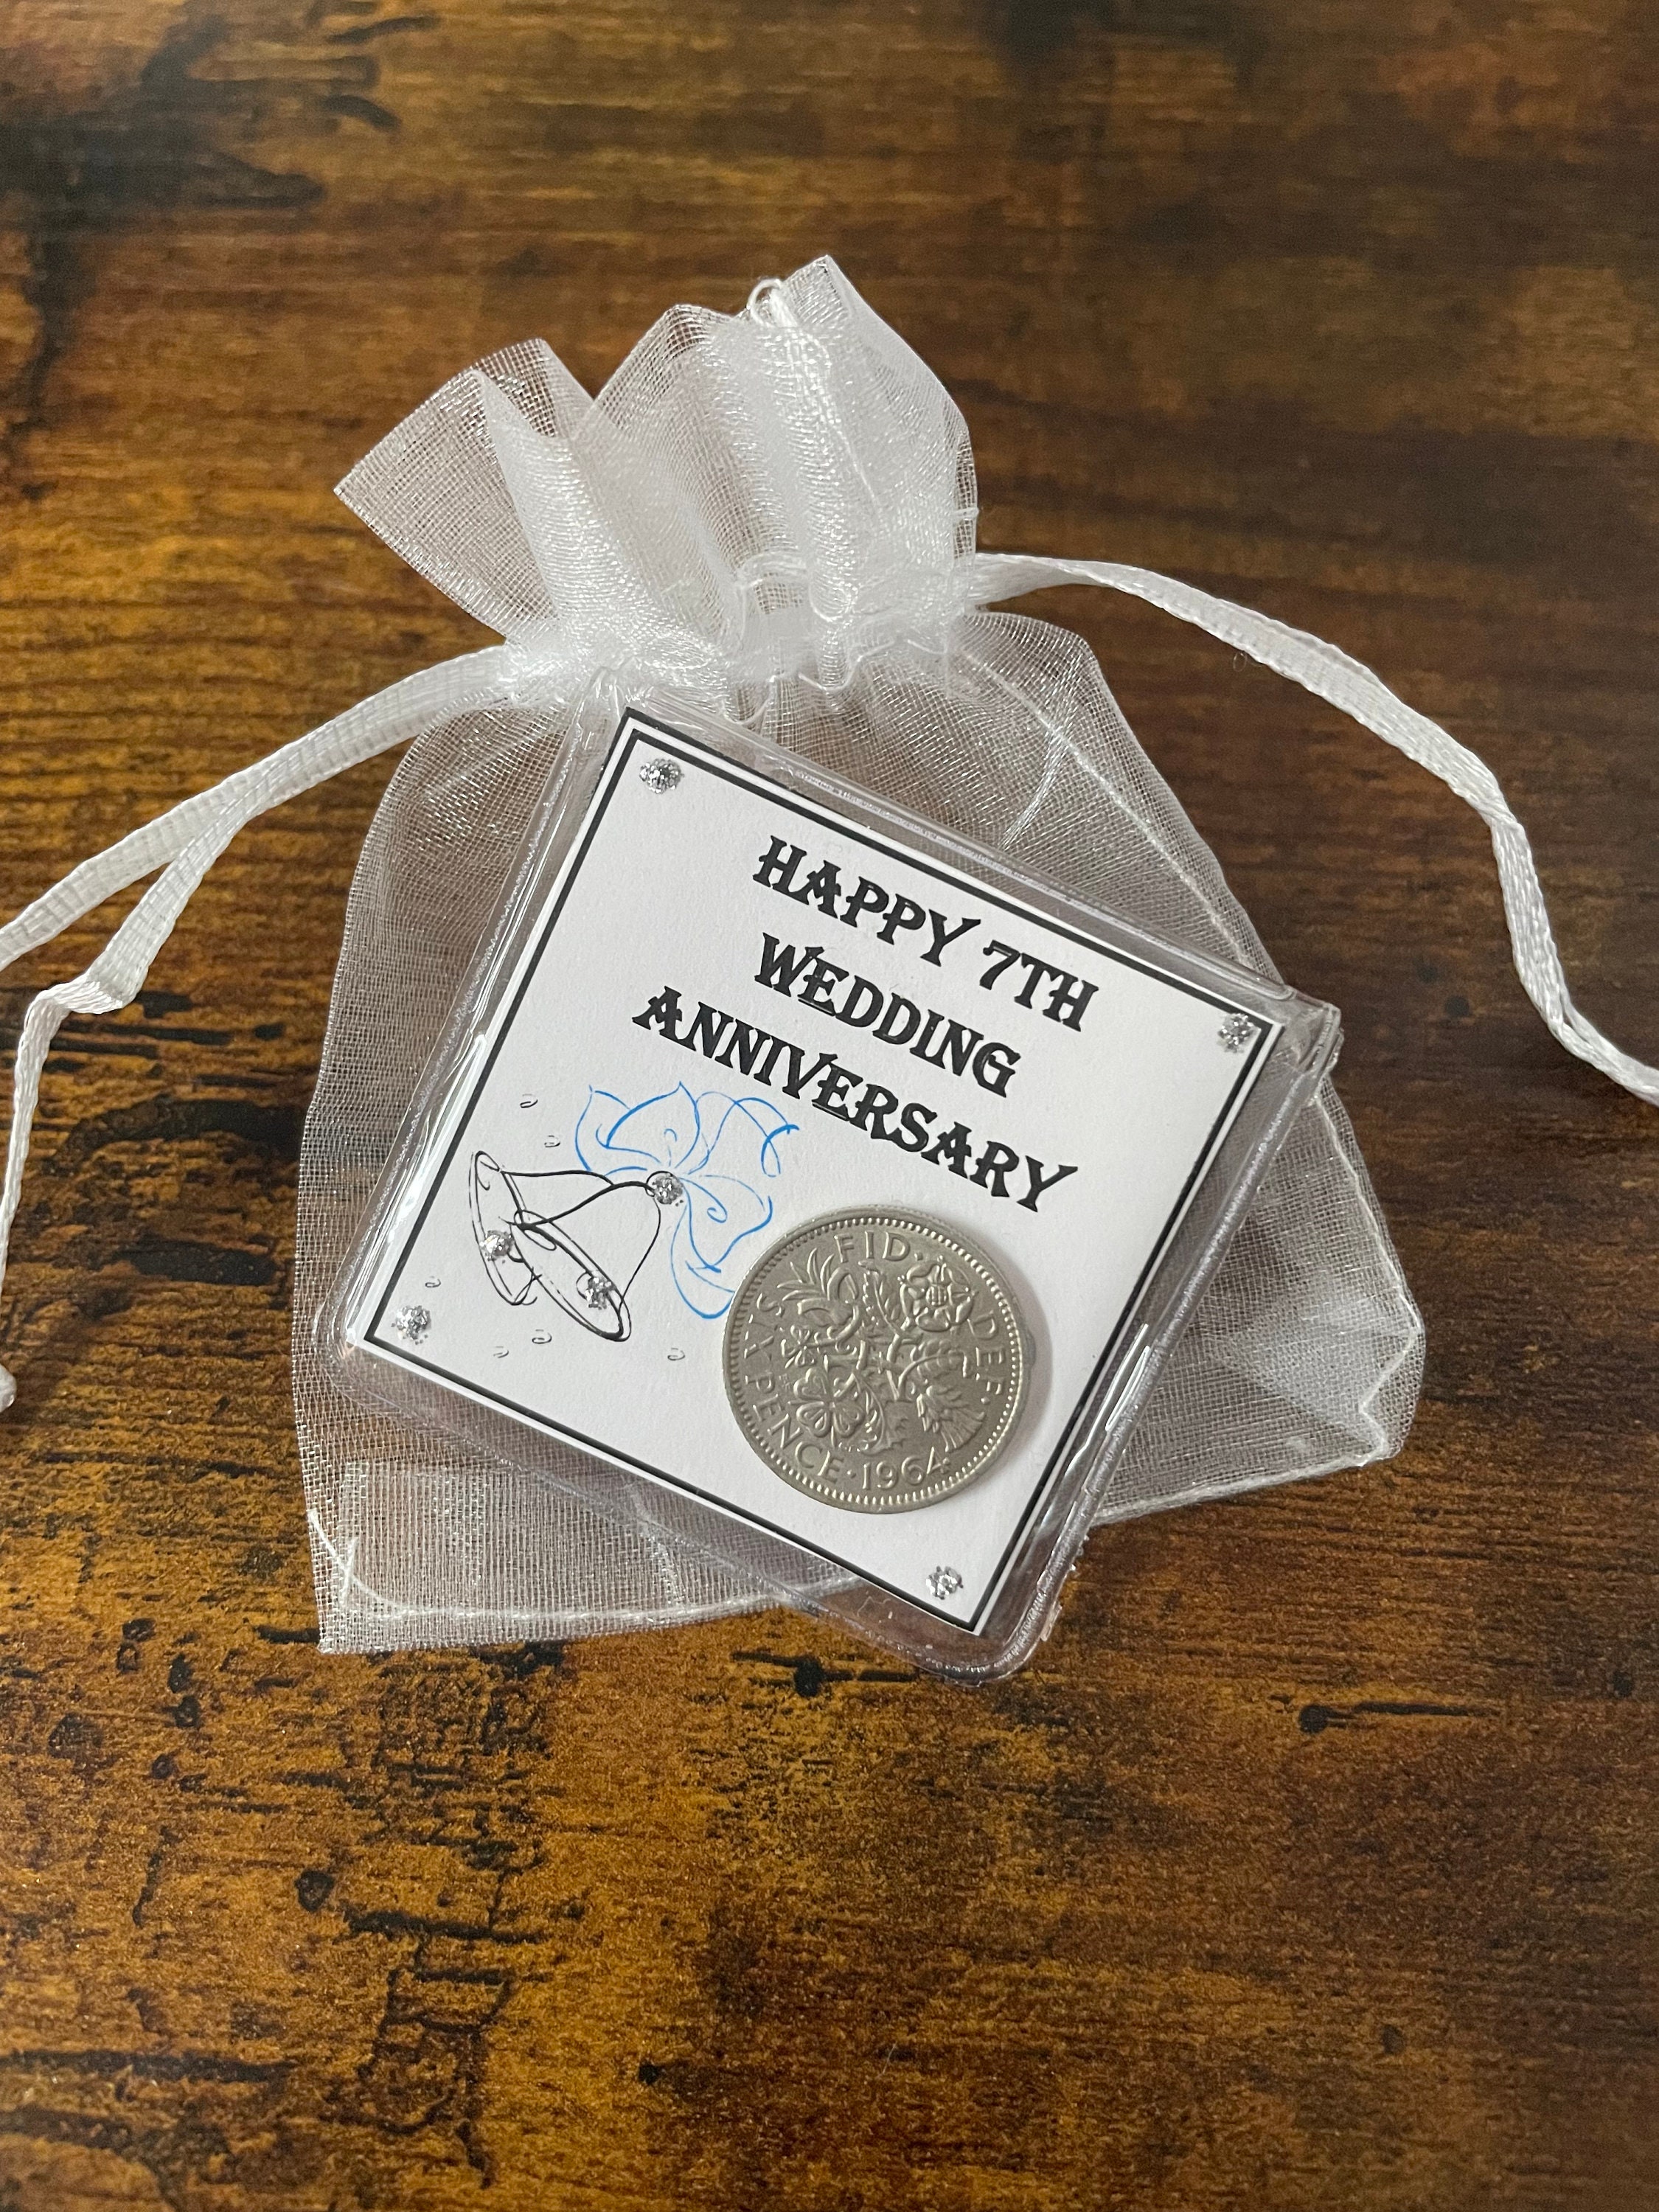 HAPPY 7TH
WEDDING
ANNIVERSARY
FID · DEF ·
SIX · PENCE · 1964